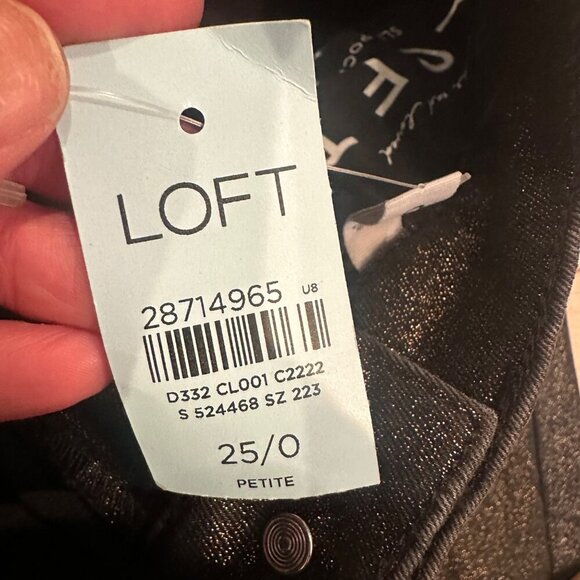 LOFT
28714965 U8
D332 CL001 C2222
S 524468 SZ 223
25/0
PETITE